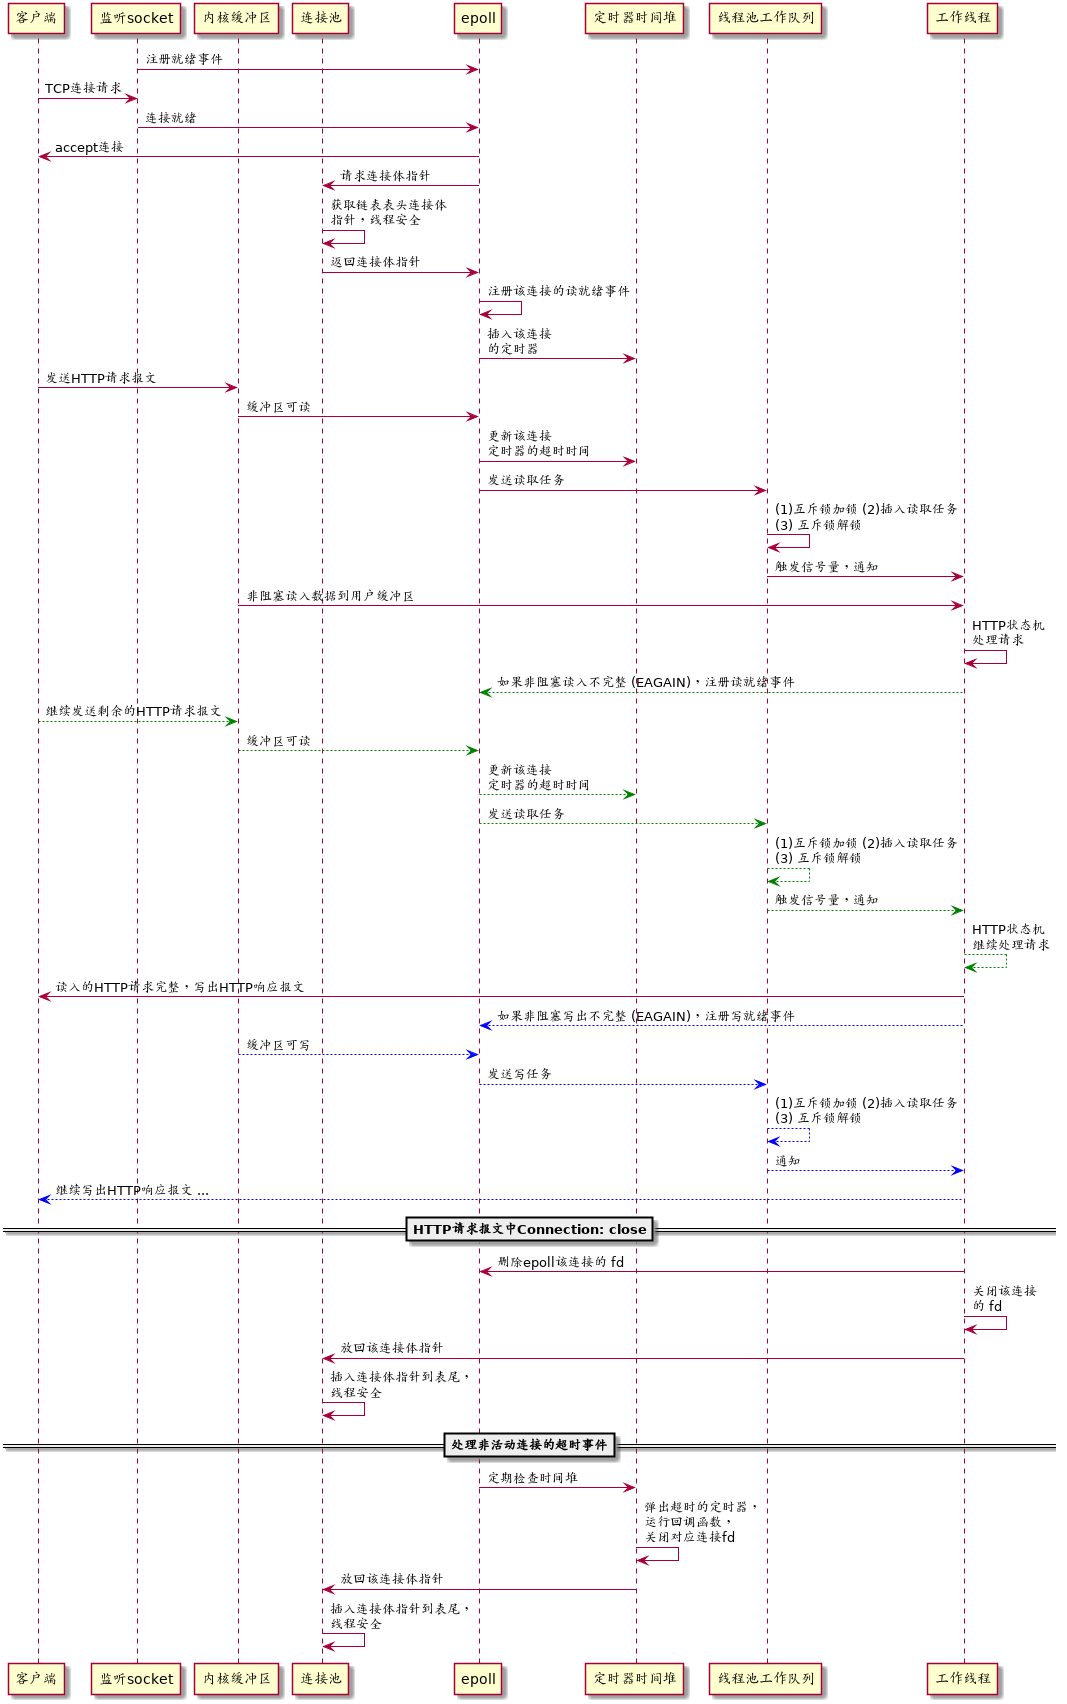 客户端 监听socket 内核缓冲区 连接池 epoll 定时器时间堆 线程池工作队列 工作线程
注册就绪事件
TCP连接请求
连接就绪
accept连接
请求连接体指针
获取链表表头连接体
指针，线程安全
返回连接体指针
注册该连接的读就绪事件
插入该连接
的定时器
发送HTTP请求报文
缓冲区可读
更新该连接
定时器的超时时间
发送读取任务
(1)互斥锁加锁 (2)插入读取任务
(3) 互斥锁解锁
触发信号量，通知
非阻塞读入数据到用户缓冲区
HTTP状态机
处理请求
如果非阻塞读入不完整 (EAGAIN)，注册读就绪事件
继续发送剩余的HTTP请求报文
缓冲区可读
更新该连接
定时器的超时时间
发送读取任务
(1)互斥锁加锁 (2)插入读取任务
(3) 互斥锁解锁
触发信号量，通知
HTTP状态机
继续处理请求
读入的HTTP请求完整，写出HTTP响应报文
如果非阻塞写出不完整 (EAGAIN)，注册写就绪事件
缓冲区可写
发送写任务
(1)互斥锁加锁 (2)插入读取任务
(3) 互斥锁解锁
通知
继续写出HTTP响应报文 ...
HTTP请求报文中Connection: close
删除epoll该连接的 fd
关闭该连接
的 fd
放回该连接体指针
插入连接体指针到表尾，
线程安全
处理非活动连接的超时事件
定期检查时间堆
弹出超时的定时器，
运行回调函数，
关闭对应连接fd
放回该连接体指针
插入连接体指针到表尾，
线程安全
客户端 监听socket 内核缓冲区 连接池 epoll 定时器时间堆 线程池工作队列 工作线程